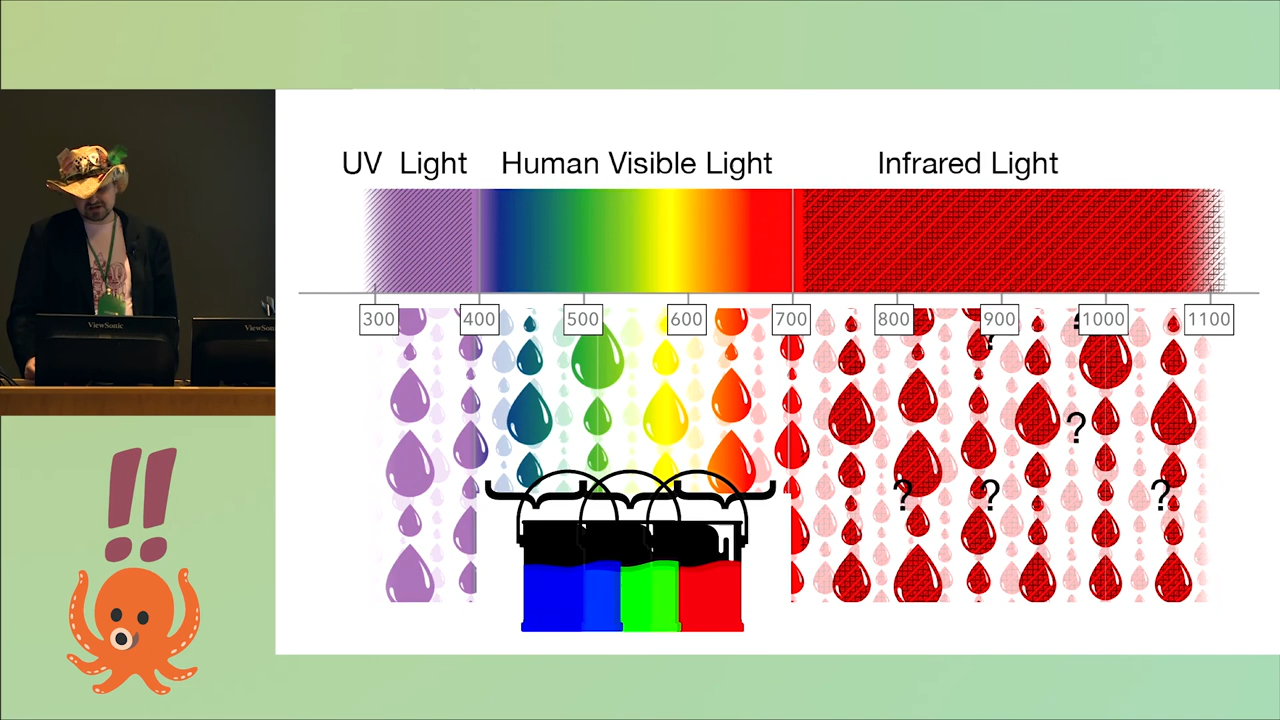 UV Light Human Visible Light Infrared Light
300 400 500 600 700 800 900 1000 1100
?
?
? ? ?
ViewSonic ViewSonic
!!